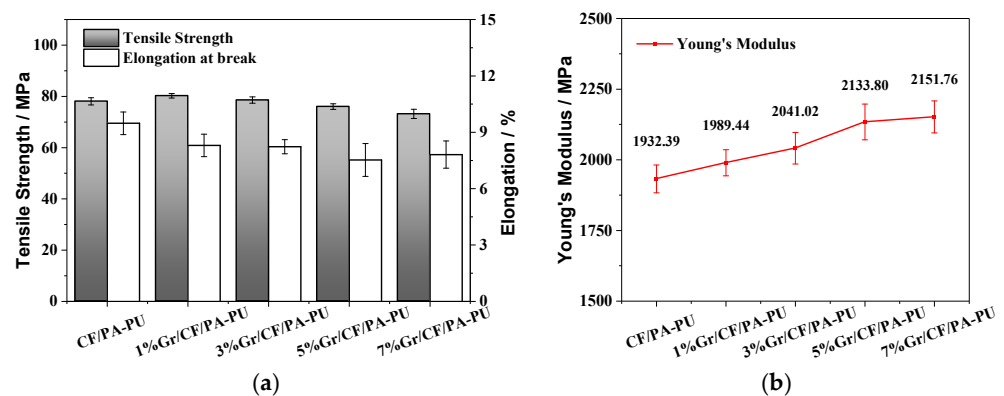 Tensile Strength
Elongation at break
Tensile Strength / MPa
0
20
40
60
80
100
Elongation / %
0
3
6
9
12
15
CF/PA-PU
1%Gr/CF/PA-PU
3%Gr/CF/PA-PU
5%Gr/CF/PA-PU
7%Gr/CF/PA-PU
(a)
Young's Modulus
Young's Modulus / MPa
1500
1750
2000
2250
2500
1932.39
1989.44
2041.02
2133.80
2151.76
CF/PA-PU
1%Gr/CF/PA-PU
3%Gr/CF/PA-PU
5%Gr/CF/PA-PU
7%Gr/CF/PA-PU
(b)